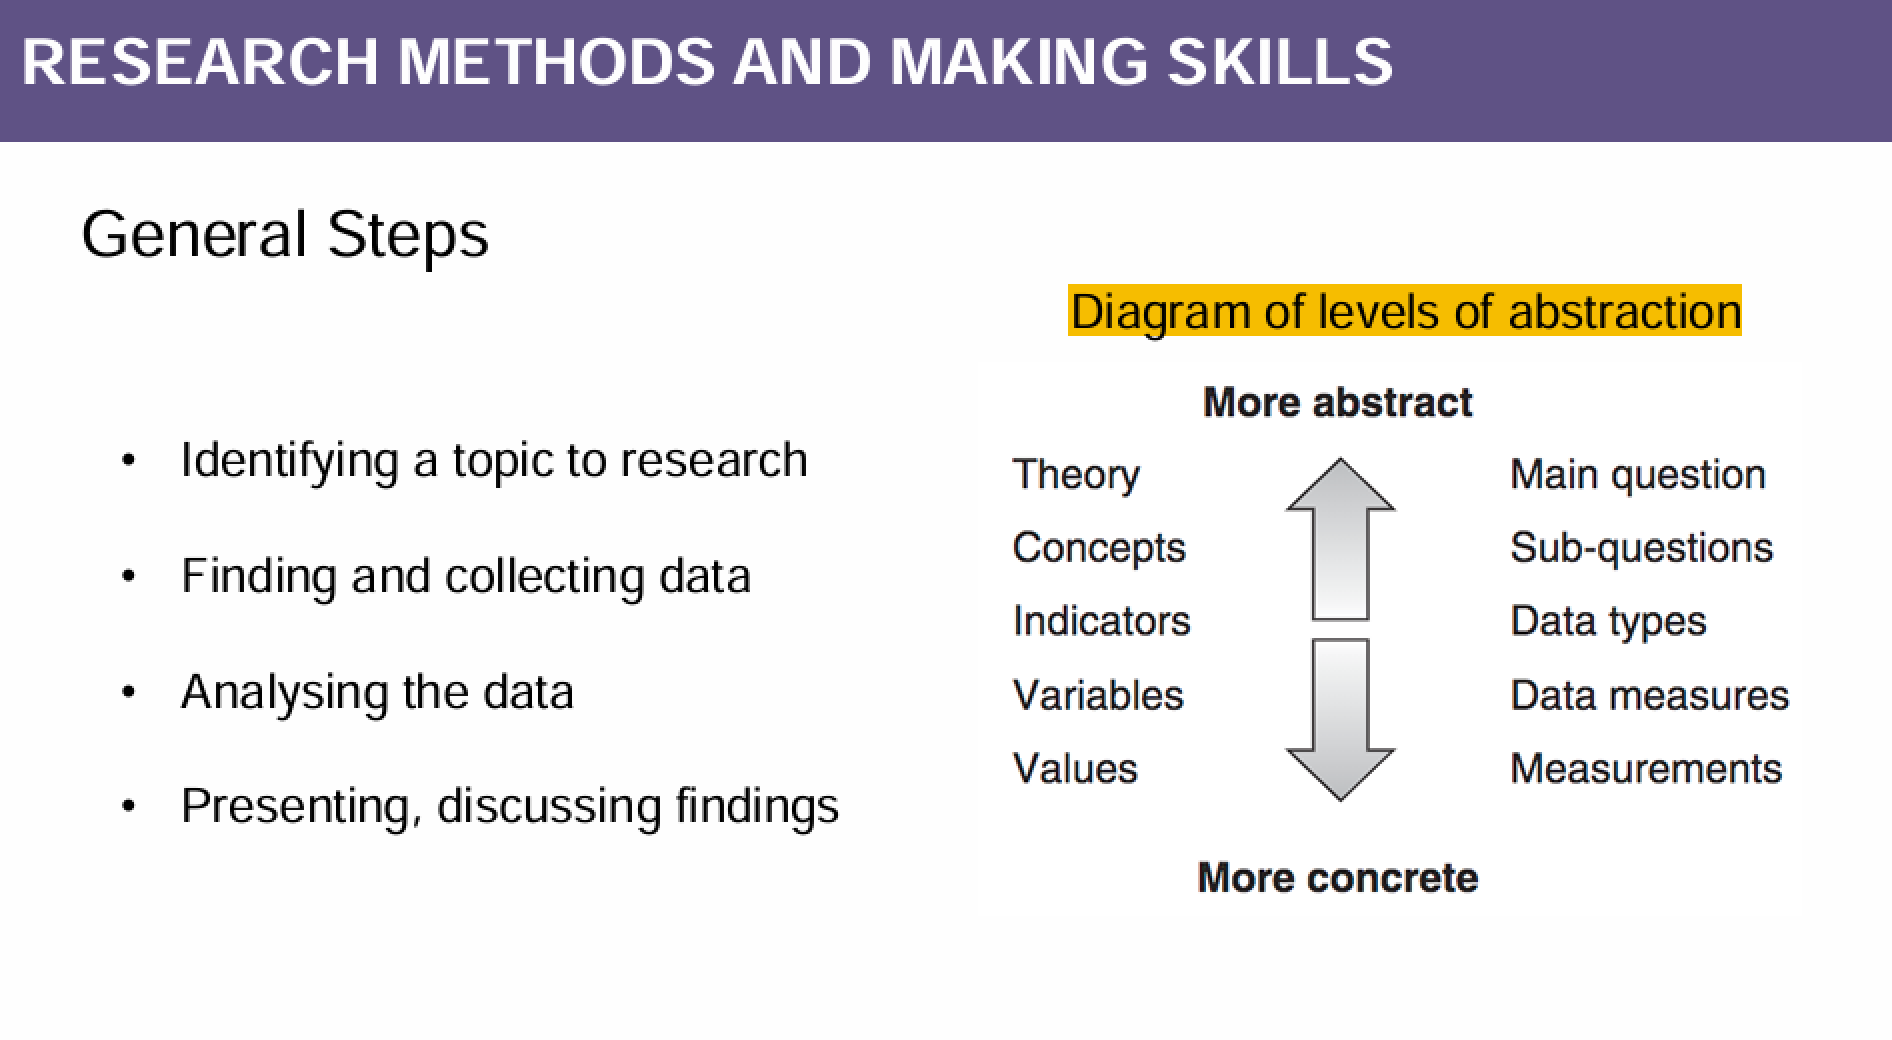 RESEARCH METHODS AND MAKING SKILLS
General Steps
• Identifying a topic to research
• Finding and collecting data
• Analysing the data
• Presenting, discussing findings
Diagram of levels of abstraction
More abstract
Theory
Concepts
Indicators
Variables
Values
Main question
Sub-questions
Data types
Data measures
Measurements
More concrete